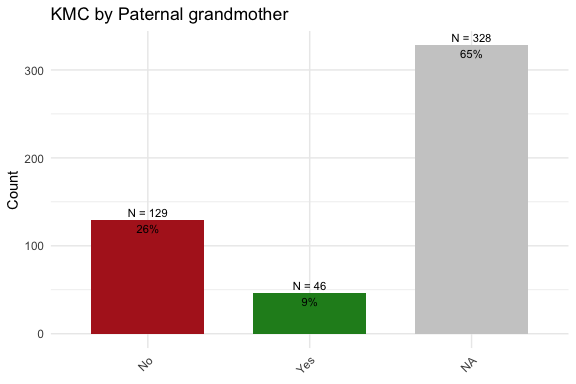 KMC by Paternal grandmother
Count
300
200
100
0
N = 129
26%
N = 46
9%
N = 328
65%
No
Yes
NA